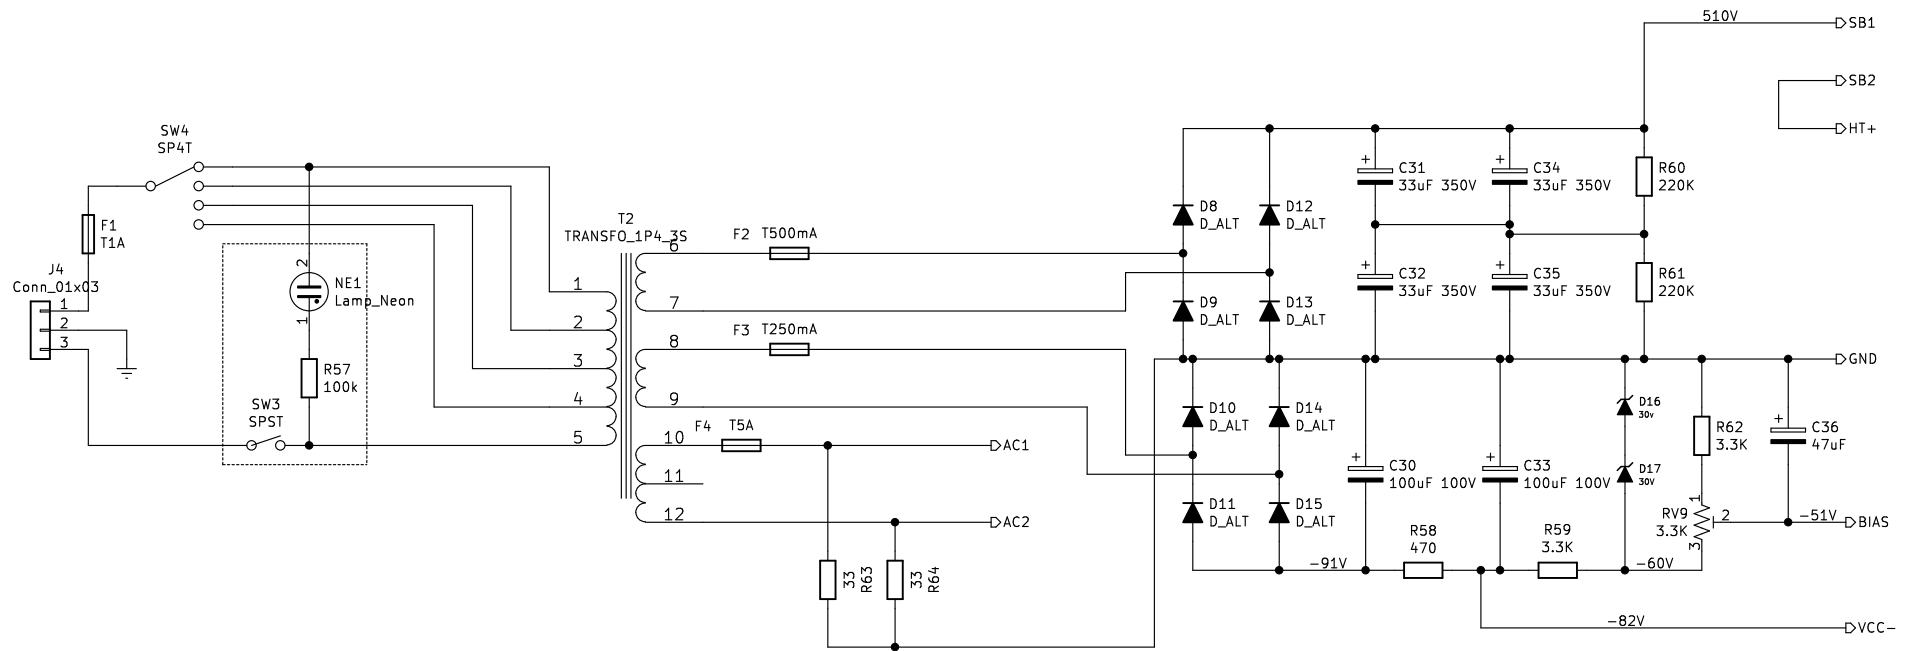 510V
SB1
SB2
HT+
SW4
SP4T
F1
T1A
J4
Conn_01x03
1
2
3
2
NE1
Lamp_Neon
1
R57
100k
SW3
SPST
T2
TRANSFO_1P4_3S
1
2
3
4
5
6
7
8
9
10
11
12
F2 T500mA
F3 T250mA
F4 T5A
AC1
AC2
33
R63
33
R64
D8
D_ALT
D12
D_ALT
D9
D_ALT
D13
D_ALT
D10
D_ALT
D14
D_ALT
D11
D_ALT
D15
D_ALT
+
C31
33uF 350V
+
C34
33uF 350V
+
C32
33uF 350V
+
C35
33uF 350V
R60
220K
R61
220K
GND
+
C30
100uF 100V
+
C33
100uF 100V
D16
30v
D17
30V
R62
3.3K
+
C36
47uF
1
RV9
3.3K
2
3
-51V
BIAS
R58
470
R59
3.3K
-91V
-60V
-82V
VCC-